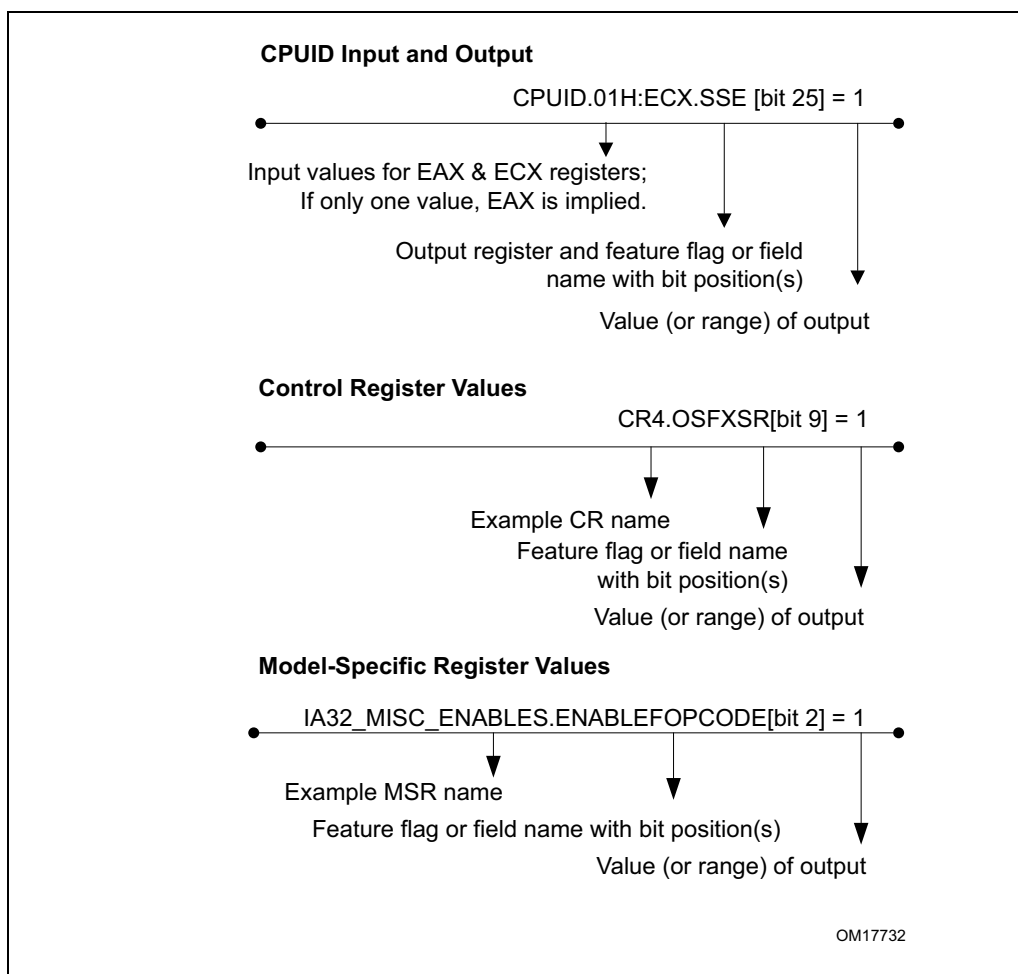 CPUID Input and Output
CPUID.01H:ECX.SSE [bit 25] = 1
Input values for EAX & ECX registers;
If only one value, EAX is implied.
Output register and feature flag or field
name with bit position(s)
Value (or range) of output
Control Register Values
CR4.OSFXSR[bit 9] = 1
Example CR name
Feature flag or field name
with bit position(s)
Value (or range) of output
Model-Specific Register Values
IA32_MISC_ENABLES.ENABLEFOPCODE[bit 2] = 1
Example MSR name
Feature flag or field name with bit position(s)
Value (or range) of output
OM17732